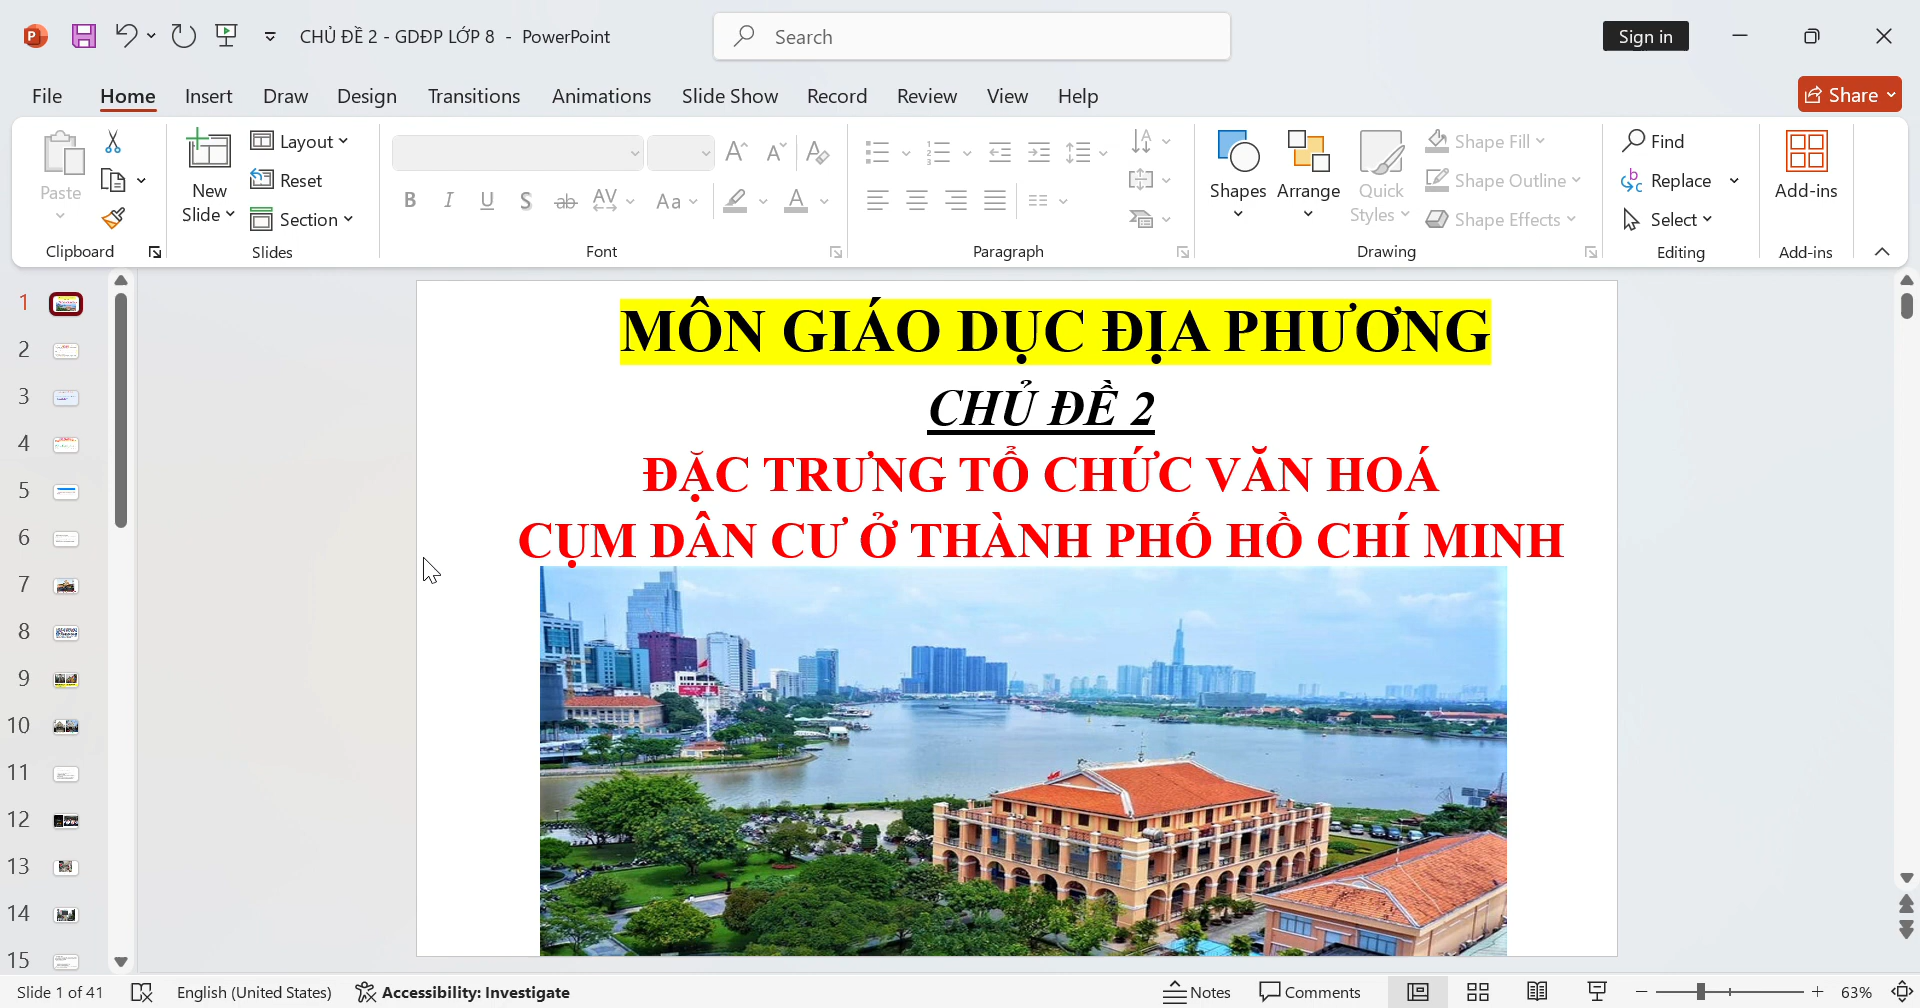 CHỦ ĐỀ 2 - GDĐP LỚP 8 - PowerPoint
Search
Sign in
File Home Insert Draw Design Transitions Animations Slide Show Record Review View Help
Share
Paste
Clipboard
New Slide
Layout
Reset
Section
Slides
Font
Paragraph
Shapes
Arrange
Quick Styles
Shape Fill
Shape Outline
Shape Effects
Drawing
Find
Replace
Select
Editing
Add-ins
Add-ins
1
2
3
4
5
6
7
8
9
10
11
12
13
14
15
MÔN GIÁO DỤC ĐỊA PHƯƠNG
CHỦ ĐỀ 2
ĐẶC TRƯNG TỔ CHỨC VĂN HOÁ
CỤM DÂN CƯ Ở THÀNH PHỐ HỒ CHÍ MINH
Slide 1 of 41
English (United States)
Accessibility: Investigate
Notes
Comments
63%